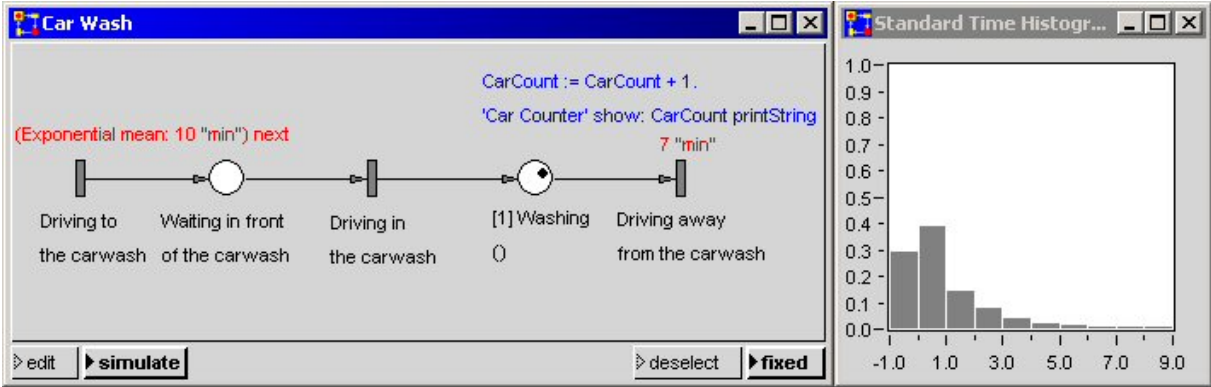 Car Wash
CarCount := CarCount + 1.
'Car Counter' show: CarCount printString
(Exponential mean: 10 "min") next
7 "min"
Driving to
the carwash
Waiting in front
of the carwash
Driving in
the carwash
[1] Washing
()
Driving away
from the carwash
edit
simulate
deselect
fixed
Standard Time Histogr...
1.0
0.9
0.8
0.7
0.6
0.5
0.4
0.3
0.2
0.1
0.0
-1.0 1.0 3.0 5.0 7.0 9.0